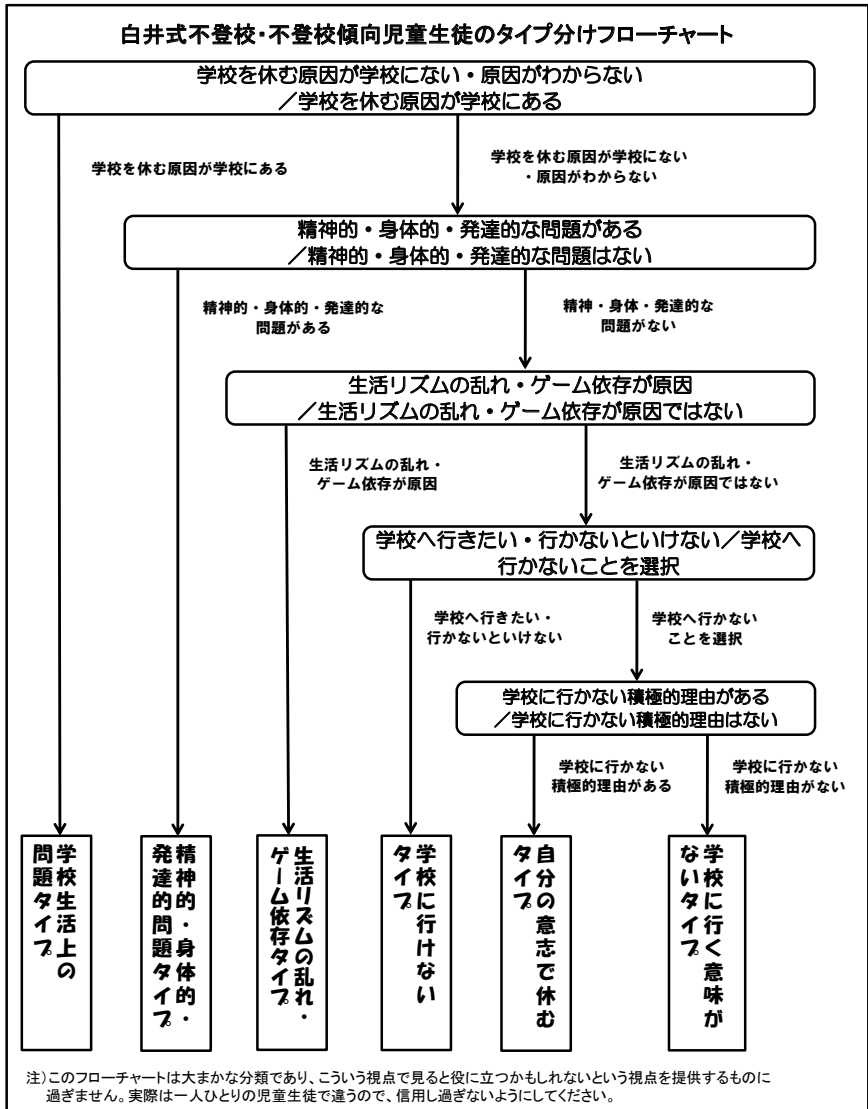 白井式不登校・不登校傾向児童生徒のタイプ分けフローチャート
学校を休む原因が学校にない・原因がわからない
／学校を休む原因が学校にある
学校を休む原因が学校にある
学校を休む原因が学校にない
・原因がわからない
精神的・身体的・発達的な問題がある
／精神的・身体的・発達的な問題はない
精神的・身体的・発達的な
問題がある
精神・身体・発達的な
問題がない
生活リズムの乱れ・ゲーム依存が原因
／生活リズムの乱れ・ゲーム依存が原因ではない
生活リズムの乱れ・
ゲーム依存が原因
生活リズムの乱れ・
ゲーム依存が原因ではない
学校へ行きたい・行かないといけない／学校へ
行かないことを選択
学校へ行きたい・
行かないといけない
学校へ行かない
ことを選択
学校に行かない積極的理由がある
／学校に行かない積極的理由はない
学校に行かない
積極的理由がある
学校に行かない
積極的理由がない
学校生活上の
問題タイプ
精神的・身体的・
発達的問題タイプ
生活リズムの乱れ・
ゲーム依存タイプ
学校に行けない
タイプ
自分の意志で休む
タイプ
学校に行く意味が
ないタイプ
注）このフローチャートは大まかな分類であり、こういう視点で見ると役に立つかもしれないという視点を提供するものに
過ぎません。実際は一人ひとりの児童生徒で違うので、信用し過ぎないようにしてください。